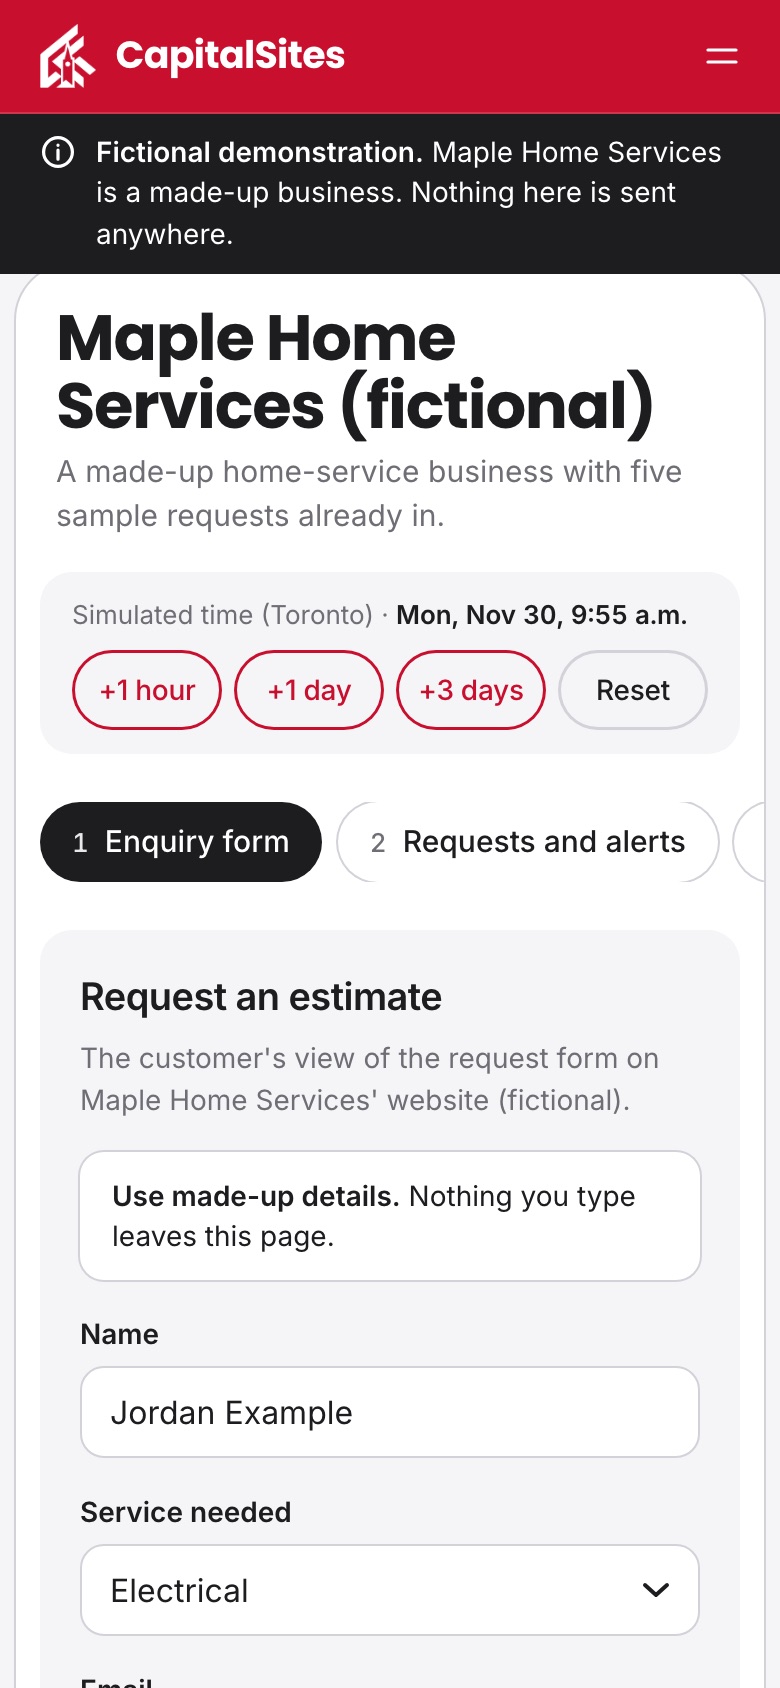 CapitalSites
Fictional demonstration. Maple Home Services
is a made-up business. Nothing here is sent
anywhere.
Maple Home
Services (fictional)
A made-up home-service business with five
sample requests already in.
Simulated time (Toronto) · Mon, Nov 30, 9:55 a.m.
+1 hour +1 day +3 days Reset
1 Enquiry form 2 Requests and alerts
Request an estimate
The customer's view of the request form on
Maple Home Services' website (fictional).
Use made-up details. Nothing you type
leaves this page.
Name
Jordan Example
Service needed
Electrical
Email